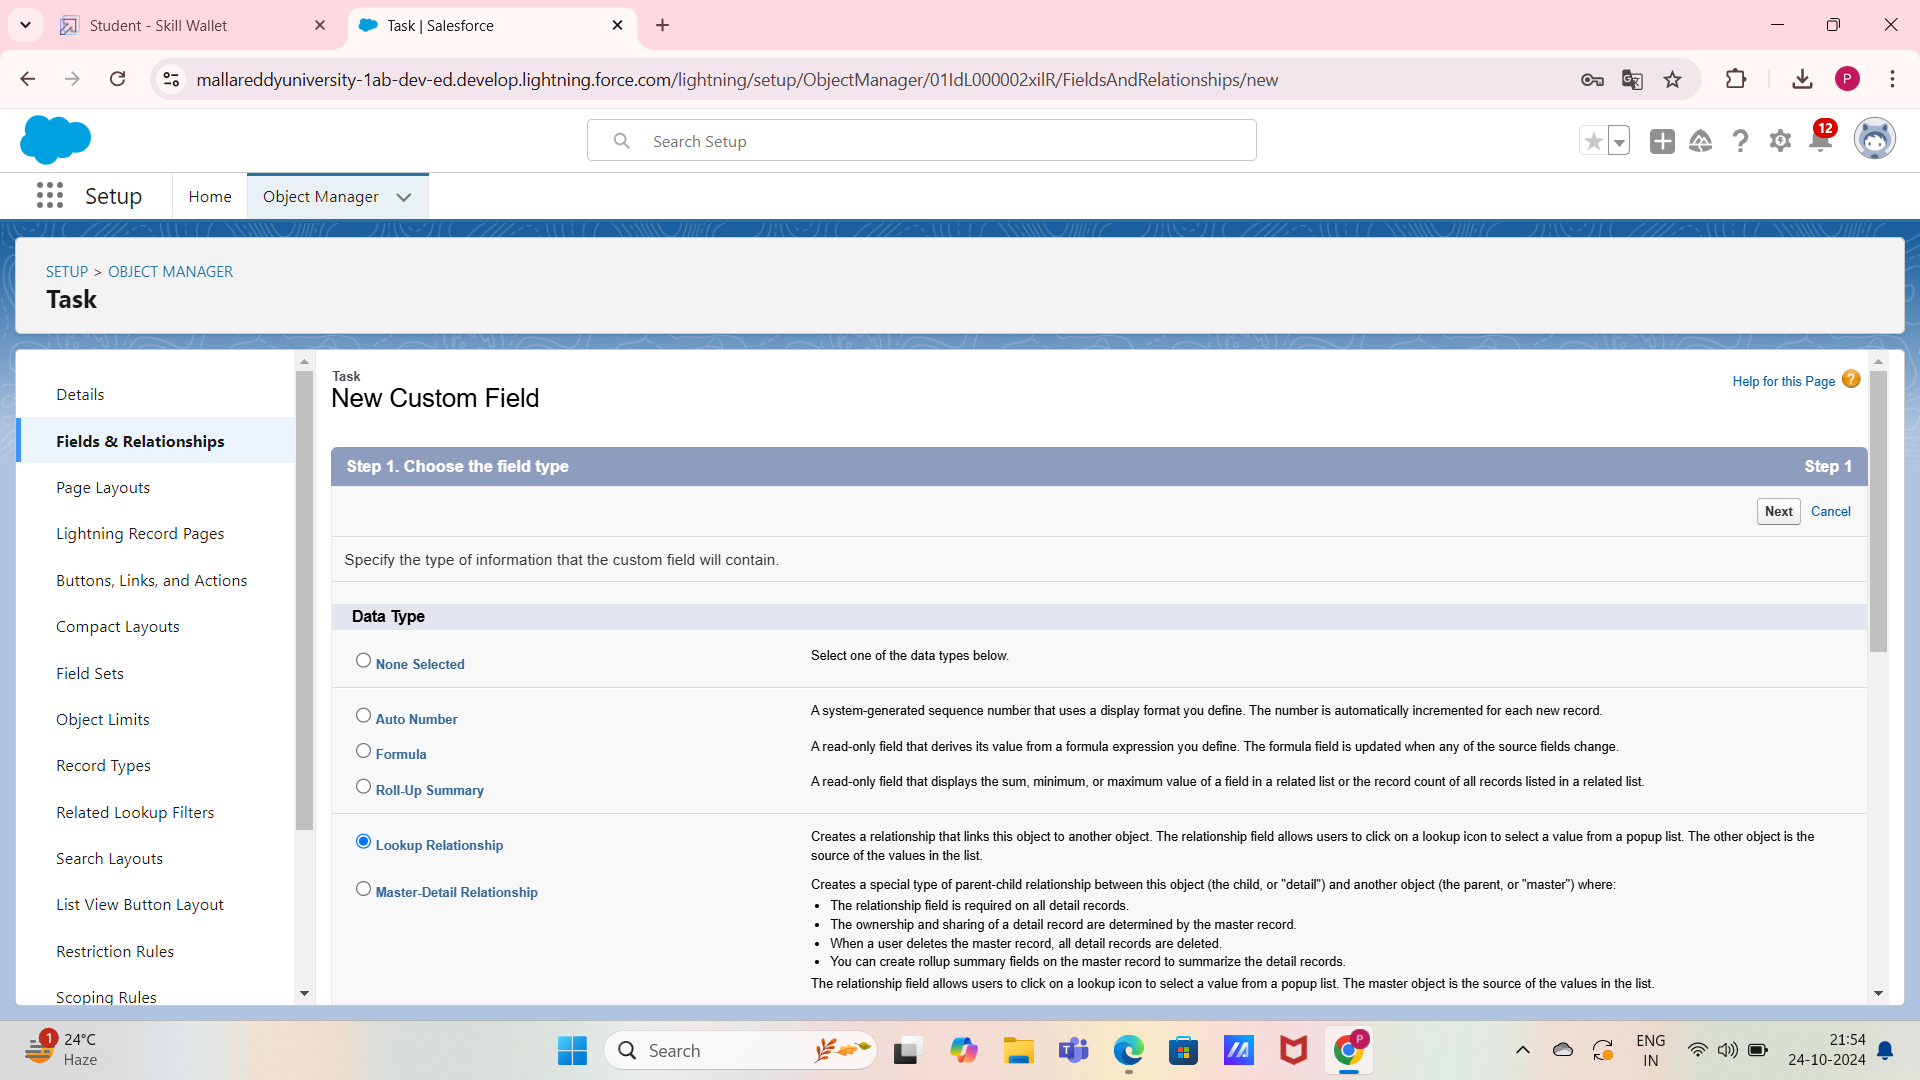 Student - Skill Wallet
Task | Salesforce
mallareddyuniversity-1ab-dev-ed.develop.lightning.force.com/lightning/setup/ObjectManager/01IdL000002xilR/FieldsAndRelationships/new
P
Search Setup
12
Setup
Home
Object Manager
SETUP > OBJECT MANAGER
Task
Details
Fields & Relationships
Page Layouts
Lightning Record Pages
Buttons, Links, and Actions
Compact Layouts
Field Sets
Object Limits
Record Types
Related Lookup Filters
Search Layouts
List View Button Layout
Restriction Rules
Scoping Rules
Task
New Custom Field
Help for this Page ?
Step 1. Choose the field type
Step 1
Next Cancel
Specify the type of information that the custom field will contain.
Data Type
None Selected
Select one of the data types below.
Auto Number
A system-generated sequence number that uses a display format you define. The number is automatically incremented for each new record.
Formula
A read-only field that derives its value from a formula expression you define. The formula field is updated when any of the source fields change.
Roll-Up Summary
A read-only field that displays the sum, minimum, or maximum value of a field in a related list or the record count of all records listed in a related list.
Lookup Relationship
Creates a relationship that links this object to another object. The relationship field allows users to click on a lookup icon to select a value from a popup list. The other object is the
source of the values in the list.
Master-Detail Relationship
Creates a special type of parent-child relationship between this object (the child, or "detail") and another object (the parent, or "master") where:
• The relationship field is required on all detail records.
• The ownership and sharing of a detail record are determined by the master record.
• When a user deletes the master record, all detail records are deleted.
• You can create rollup summary fields on the master record to summarize the detail records.
The relationship field allows users to click on a lookup icon to select a value from a popup list. The master object is the source of the values in the list.
1
24°C
Haze
Search
P
ENG
IN
21:54
24-10-2024